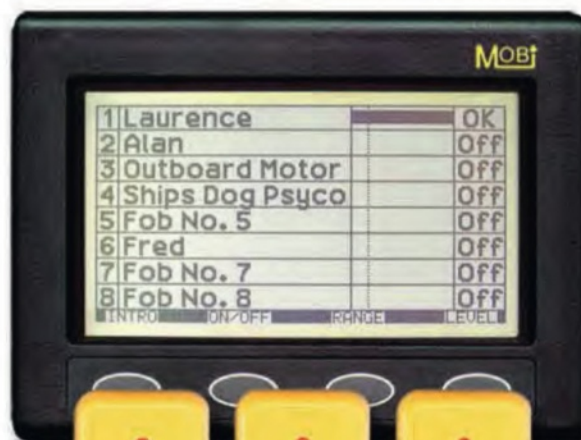 MOBi
1 Laurence OK
2 Alan Off
3 Outboard Motor Off
4 Ships Dog Psyco Off
5 Fob No. 5 Off
6 Fred Off
7 Fob No. 7 Off
8 Fob No. 8 Off
INTRO ON/OFF RANGE LEVEL